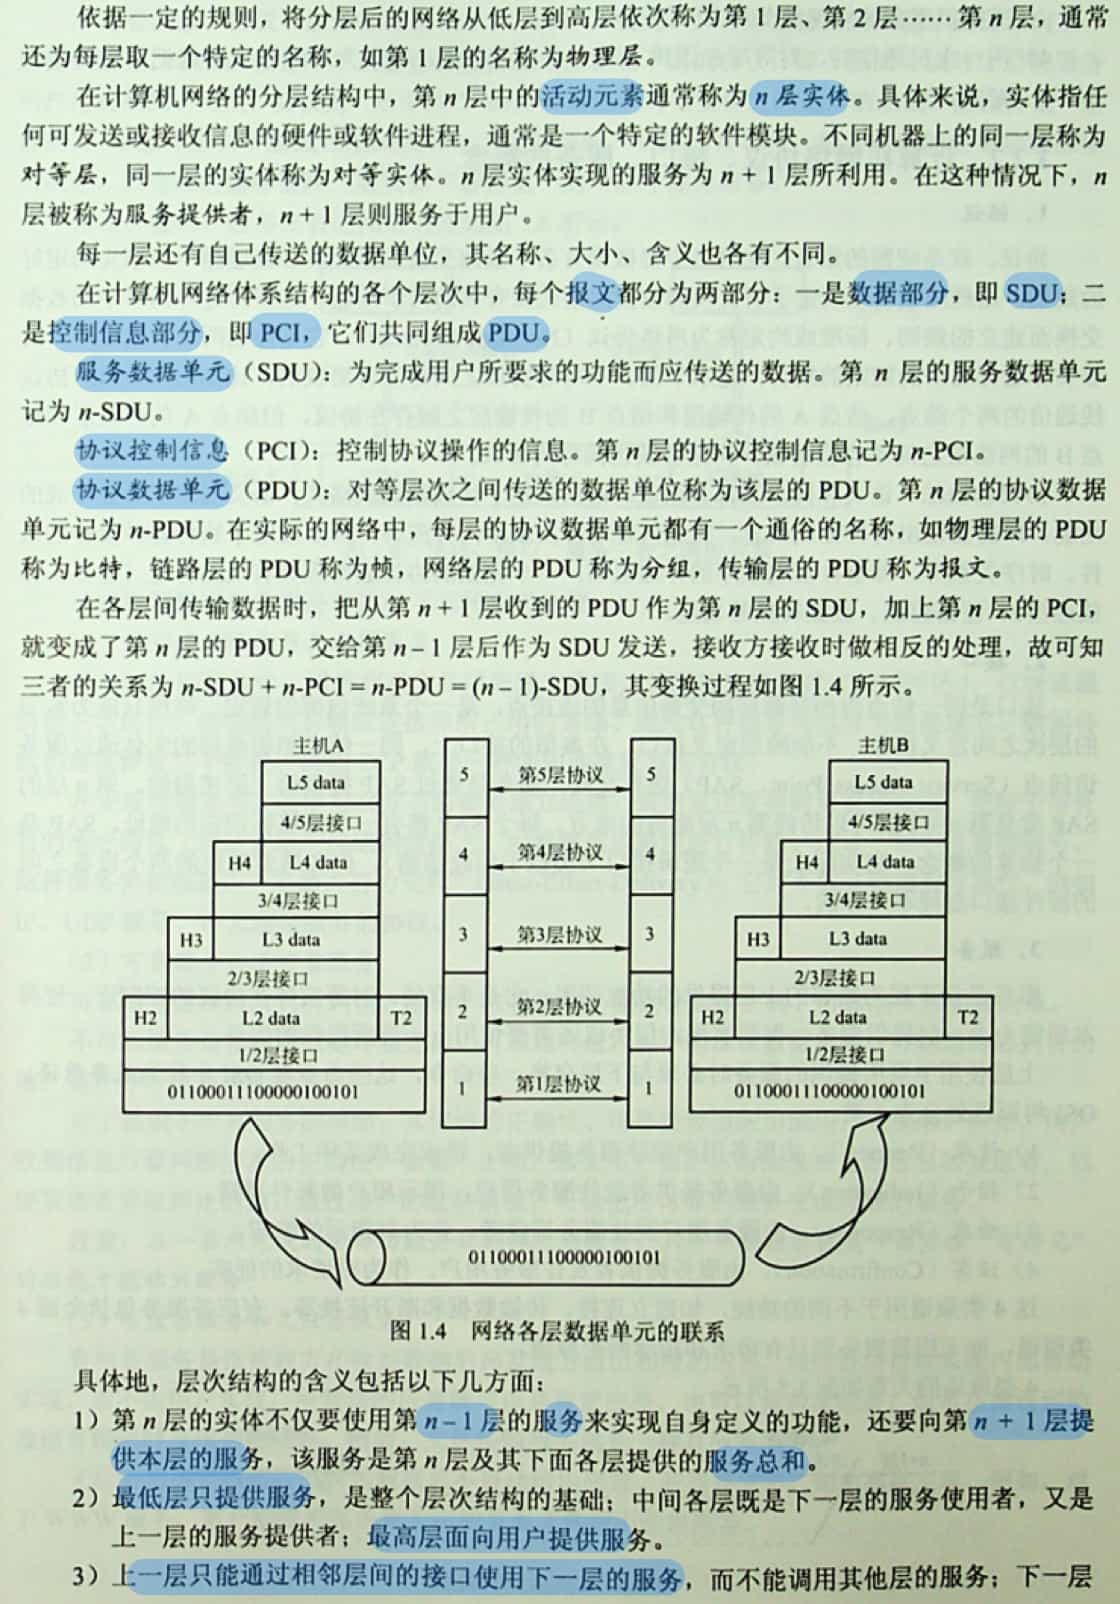 依据一定的规则，将分层后的网络从低层到高层依次称为第 1 层、第 2 层……第 n 层，通常
还为每层取一个特定的名称，如第 1 层的名称为物理层。
在计算机网络的分层结构中，第 n 层中的活动元素通常称为 n 层实体。具体来说，实体指任
何可发送或接收信息的硬件或软件进程，通常是一个特定的软件模块。不同机器上的同一层称为
对等层，同一层的实体称为对等实体。n 层实体实现的服务为 n + 1 层所利用。在这种情况下，n
层被称为服务提供者，n + 1 层则服务于用户。
每一层还有自己传送的数据单位，其名称、大小、含义也各有不同。
在计算机网络体系结构的各个层次中，每个报文都分为两部分：一是数据部分，即 SDU；二
是控制信息部分，即 PCI，它们共同组成 PDU。
服务数据单元（SDU）：为完成用户所要求的功能而应传送的数据。第 n 层的服务数据单元
记为 n-SDU。
协议控制信息（PCI）：控制协议操作的信息。第 n 层的协议控制信息记为 n-PCI。
协议数据单元（PDU）：对等层次之间传送的数据单位称为该层的 PDU。第 n 层的协议数据
单元记为 n-PDU。在实际的网络中，每层的协议数据单元都有一个通俗的名称，如物理层的 PDU
称为比特，链路层的 PDU 称为帧，网络层的 PDU 称为分组，传输层的 PDU 称为报文。
在各层间传输数据时，把从第 n + 1 层收到的 PDU 作为第 n 层的 SDU，加上第 n 层的 PCI，
就变成了第 n 层的 PDU，交给第 n – 1 层后作为 SDU 发送，接收方接收时做相反的处理，故可知
三者的关系为 n-SDU + n-PCI = n-PDU = (n – 1)-SDU，其变换过程如图 1.4 所示。
主机A 主机B
L5 data 5 第5层协议 5 L5 data
4/5层接口 4/5层接口
H4 L4 data 4 第4层协议 4 H4 L4 data
3/4层接口 3/4层接口
H3 L3 data 3 第3层协议 3 H3 L3 data
2/3层接口 2/3层接口
H2 L2 data T2 2 第2层协议 2 H2 L2 data T2
1/2层接口 1/2层接口
011000111100000100101 1 第1层协议 1 011000111100000100101
011000111100000100101
图 1.4 网络各层数据单元的联系
具体地，层次结构的含义包括以下几方面：
1）第 n 层的实体不仅要使用第 n – 1 层的服务来实现自身定义的功能，还要向第 n + 1 层提
供本层的服务，该服务是第 n 层及其下面各层提供的服务总和。
2）最低层只提供服务，是整个层次结构的基础；中间各层既是下一层的服务使用者，又是
上一层的服务提供者；最高层面向用户提供服务。
3）上一层只能通过相邻层间的接口使用下一层的服务，而不能调用其他层的服务；下一层